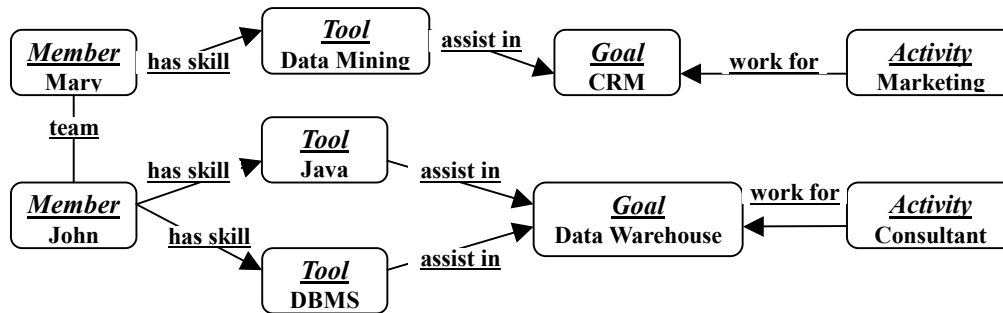 Member
Mary
has skill
Tool
Data Mining
assist in
Goal
CRM
work for
Activity
Marketing
team
Member
John
has skill
Tool
Java
assist in
has skill
Tool
DBMS
assist in
Goal
Data Warehouse
work for
Activity
Consultant